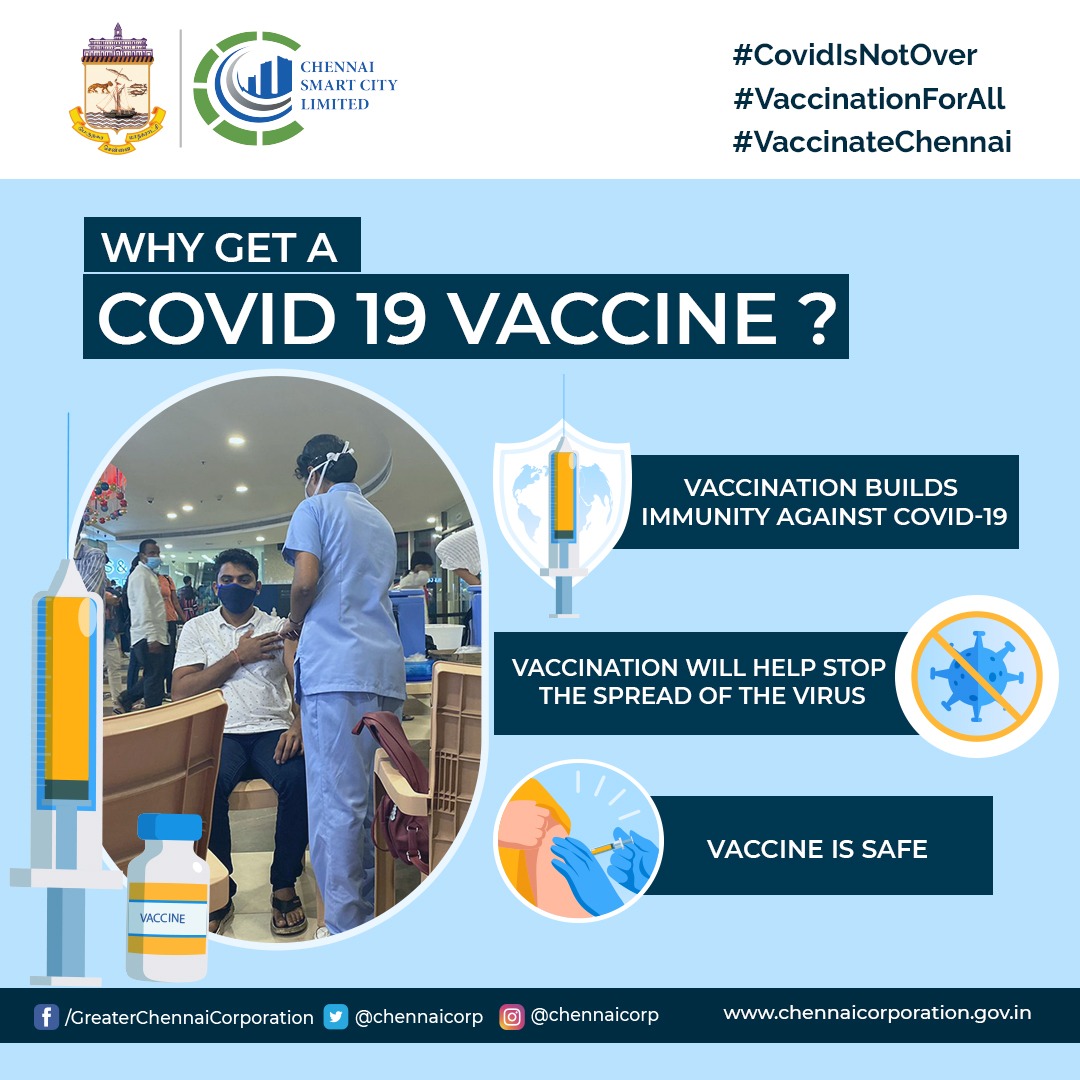 CHENNAI
SMART CITY
LIMITED
#CovidIsNotOver
#VaccinationForAll
#VaccinateChennai
WHY GET A
COVID 19 VACCINE ?
VACCINATION BUILDS
IMMUNITY AGAINST COVID-19
VACCINATION WILL HELP STOP
THE SPREAD OF THE VIRUS
VACCINE IS SAFE
VACCINE
/GreaterChennaiCorporation
@chennaicorp
@chennaicorp
www.chennaicorporation.gov.in